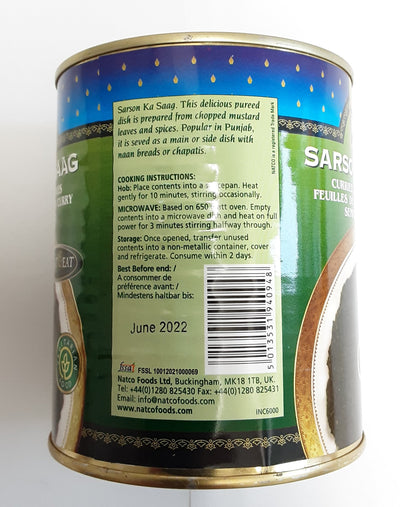 Sarson Ka Saag. This delicious pureed
dish is prepared from chopped mustard
leaves and spices. Popular in Punjab,
it is seved as a main or side dish with
naan breads or chapatis.
NATCO is a registered Trade Mark
COOKING INSTRUCTIONS:
Hob: Place contents into a saucepan. Heat
gently for 10 minutes, stirring occasionally.
MICROWAVE: Based on 650 watt oven. Empty
contents into a microwave dish and heat on full
power for 3 minutes stirring halfway through.
Storage: Once opened, transfer unused
contents into a non-metallic container, cover
and refrigerate. Consume within 2 days.
Best Before end: /
A consommer de
préférence avant: /
Mindestens haltbar bis:
June 2022
5 013531 940948
fssai
FSSL 10012021000069
Natco Foods Ltd, Buckingham, MK18 1TB, UK.
Tel: +44(0)1280 825430 Fax: +44(0)1280 825431
Email: info@natcofoods.com
www.natcofoods.com
INC6000
AAG
EAT
SARSO
FEUILLES